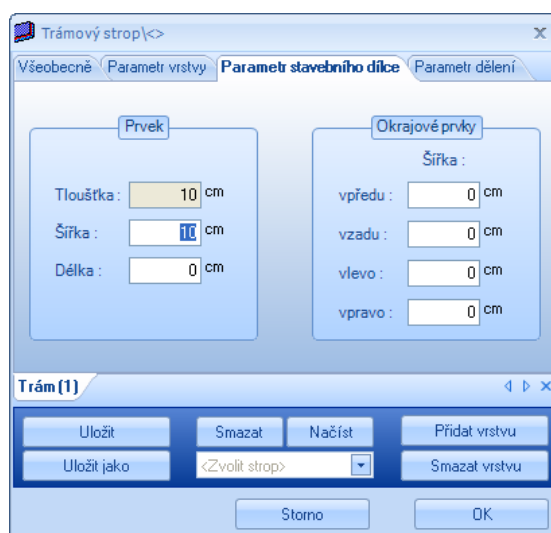 Trámový strop\<>
Všeobecně Parametr vrstvy Parametr stavebního dílce Parametr dělení
Prvek
Tloušťka : 10 cm
Šířka : 10 cm
Délka : 0 cm
Okrajové prvky
Šířka :
vpředu : 0 cm
vzadu : 0 cm
vlevo : 0 cm
vpravo : 0 cm
Trám (1)
Uložit Smazat Načíst Přidat vrstvu
Uložit jako <Zvolit strop> Smazat vrstvu
Storno OK